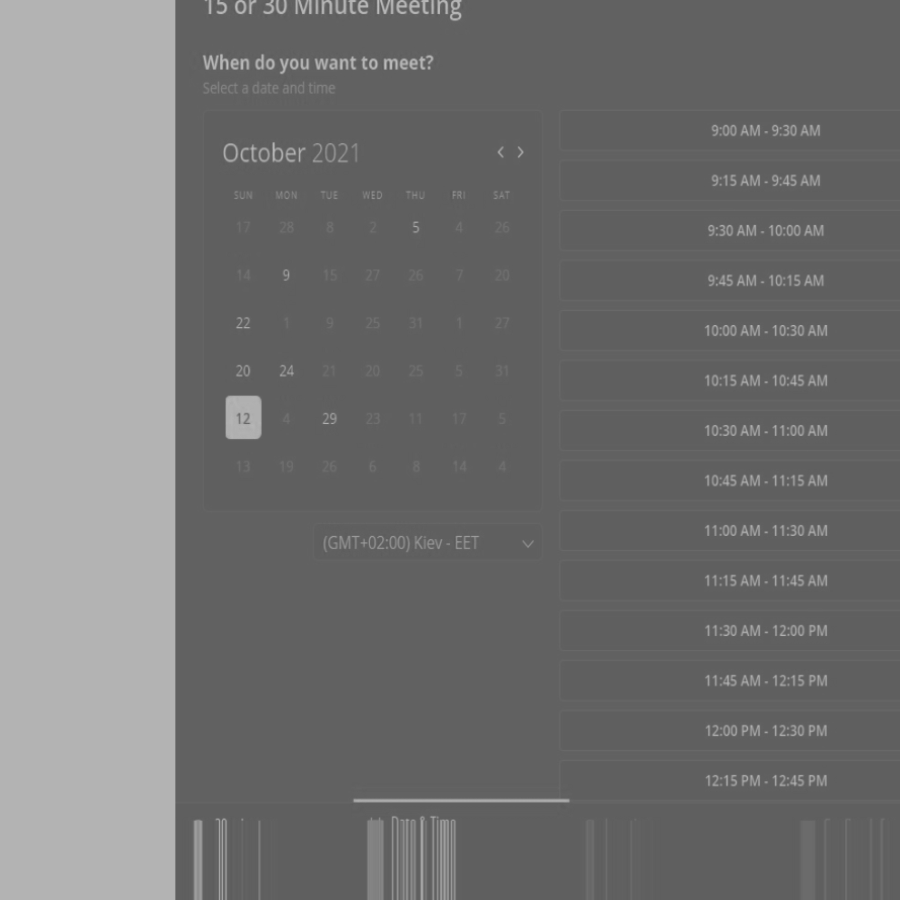 15 or 30 Minute Meeting
When do you want to meet?
Select a date and time
October 2021
SUN MON TUE WED THU FRI SAT
17 28 8 2 5 4 26
14 9 15 27 26 7 20
22 1 9 25 31 1 27
20 24 21 20 25 5 31
12 4 29 23 11 17 5
13 19 26 6 8 14 4
(GMT+02:00) Kiev - EET
9:00 AM - 9:30 AM
9:15 AM - 9:45 AM
9:30 AM - 10:00 AM
9:45 AM - 10:15 AM
10:00 AM - 10:30 AM
10:15 AM - 10:45 AM
10:30 AM - 11:00 AM
10:45 AM - 11:15 AM
11:00 AM - 11:30 AM
11:15 AM - 11:45 AM
11:30 AM - 12:00 PM
11:45 AM - 12:15 PM
12:00 PM - 12:30 PM
12:15 PM - 12:45 PM
Date & Time